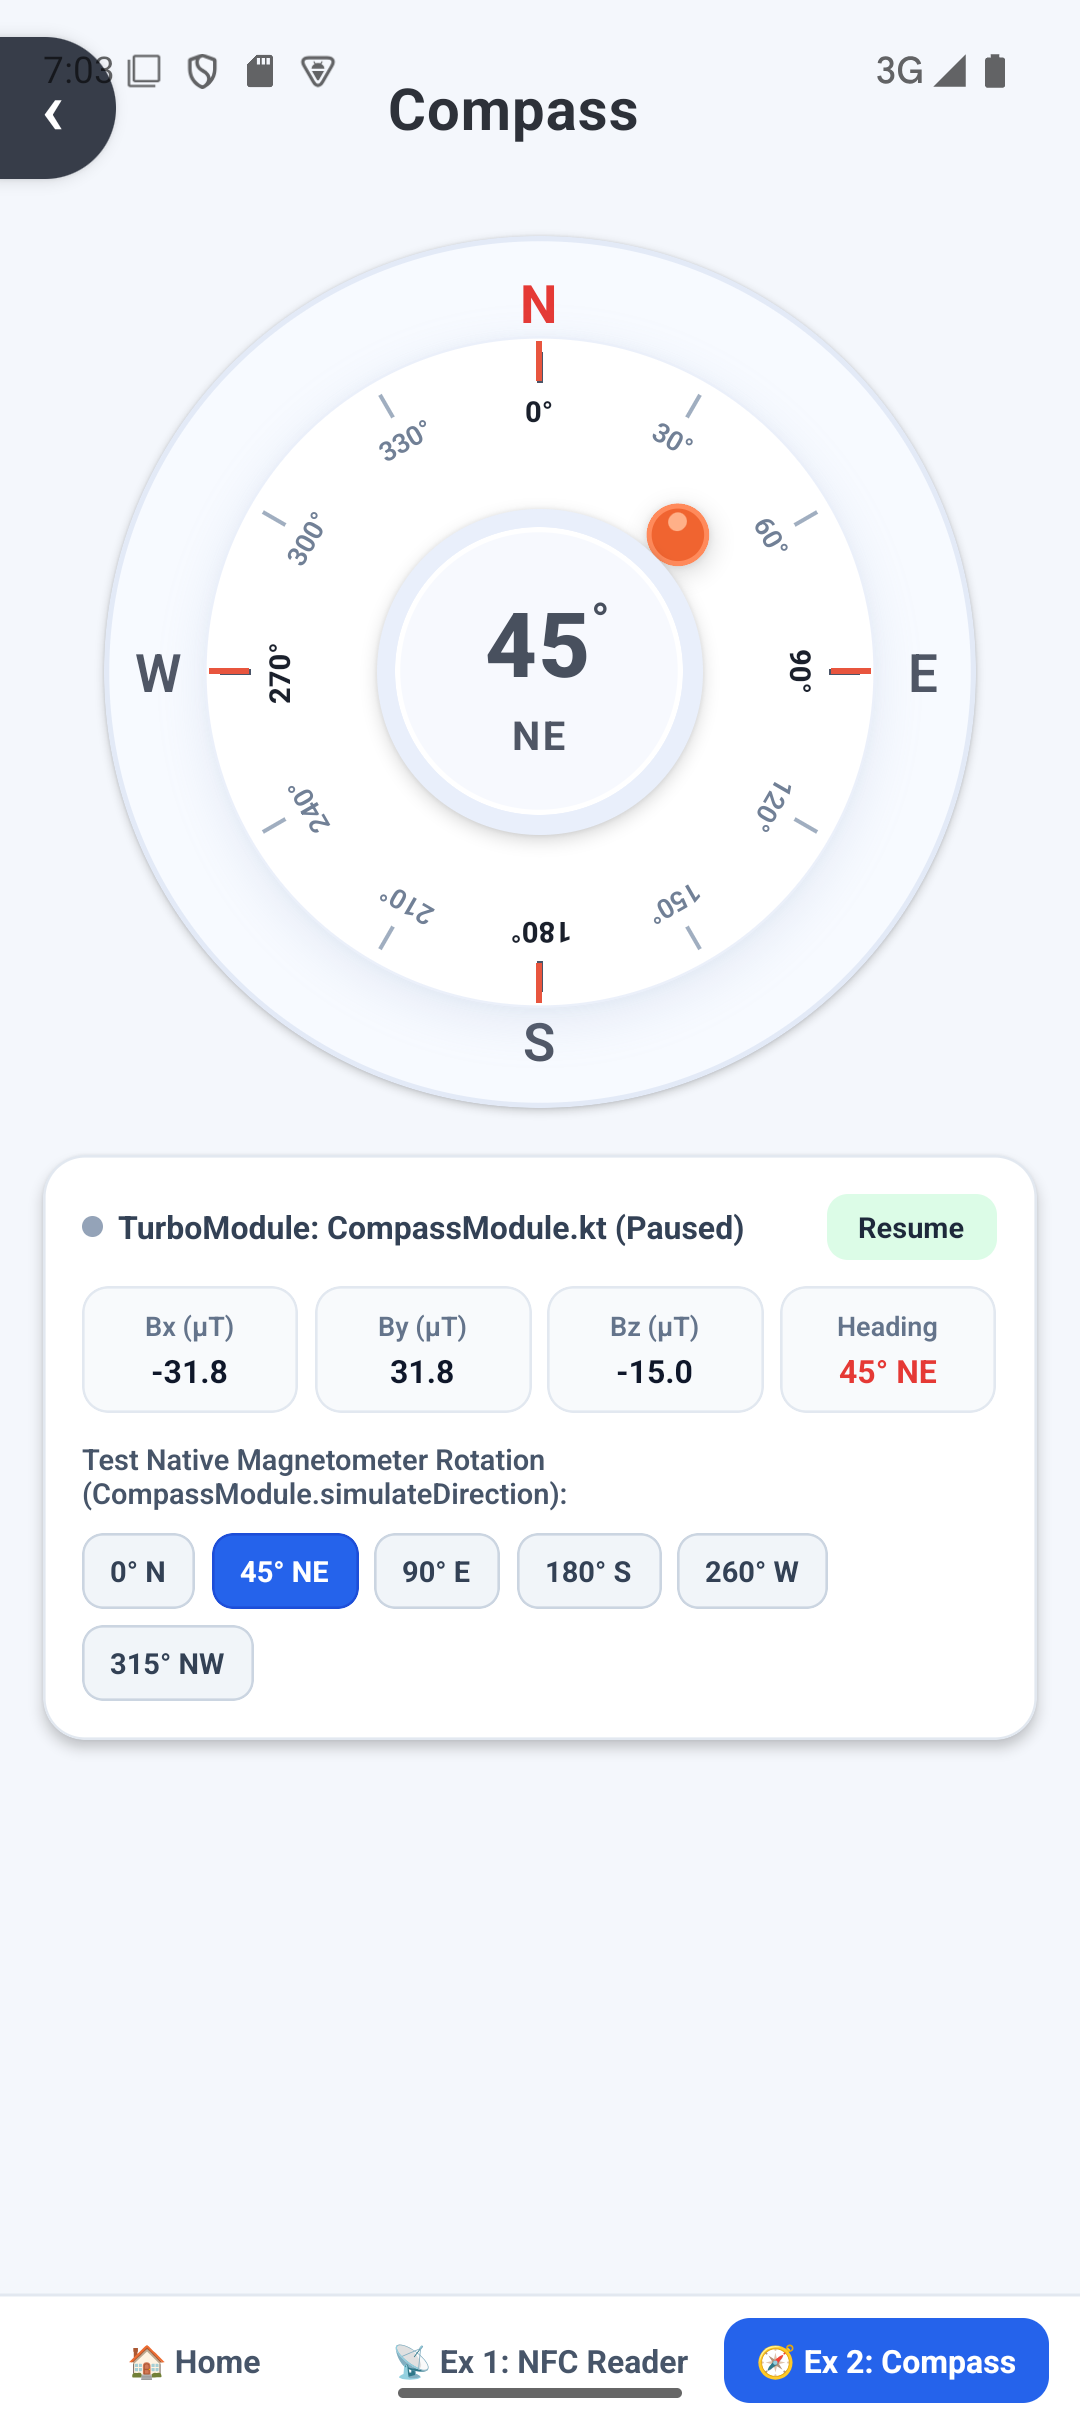 7:03
3G
‹
Compass
N
0°
330°
30°
300°
60°
45°
NE
W
270°
90°
E
240°
120°
210°
150°
180°
S
TurboModule: CompassModule.kt (Paused)
Resume
Bx (µT)
By (µT)
Bz (µT)
Heading
-31.8
31.8
-15.0
45° NE
Test Native Magnetometer Rotation
(CompassModule.simulateDirection):
0° N
45° NE
90° E
180° S
260° W
315° NW
Home
Ex 1: NFC Reader
Ex 2: Compass